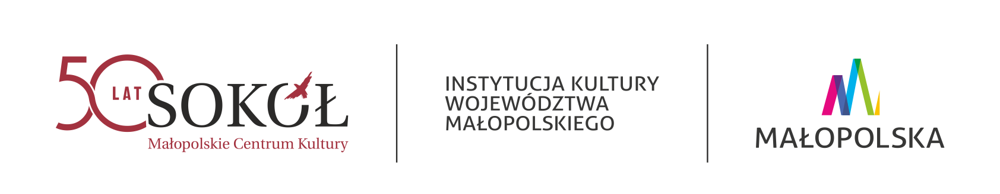 50 LAT SOKÓŁ
Małopolskie Centrum Kultury
INSTYTUCJA KULTURY
WOJEWÓDZTWA
MAŁOPOLSKIEGO
MAŁOPOLSKA